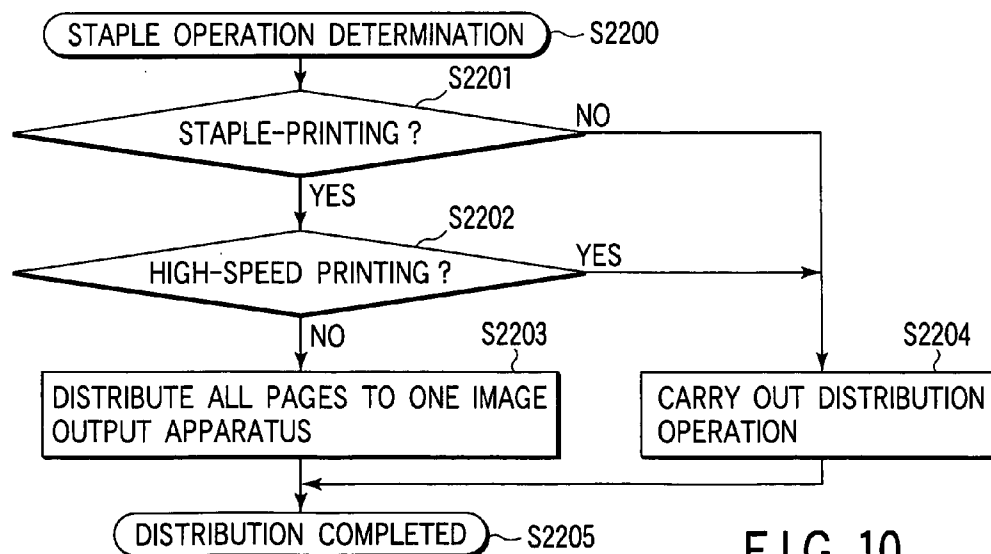 STAPLE OPERATION DETERMINATION
S2200
S2201
STAPLE-PRINTING ?
NO
YES
S2202
HIGH-SPEED PRINTING ?
YES
NO
S2203
DISTRIBUTE ALL PAGES TO ONE IMAGE
OUTPUT APPARATUS
S2204
CARRY OUT DISTRIBUTION
OPERATION
DISTRIBUTION COMPLETED
S2205
FIG. 10